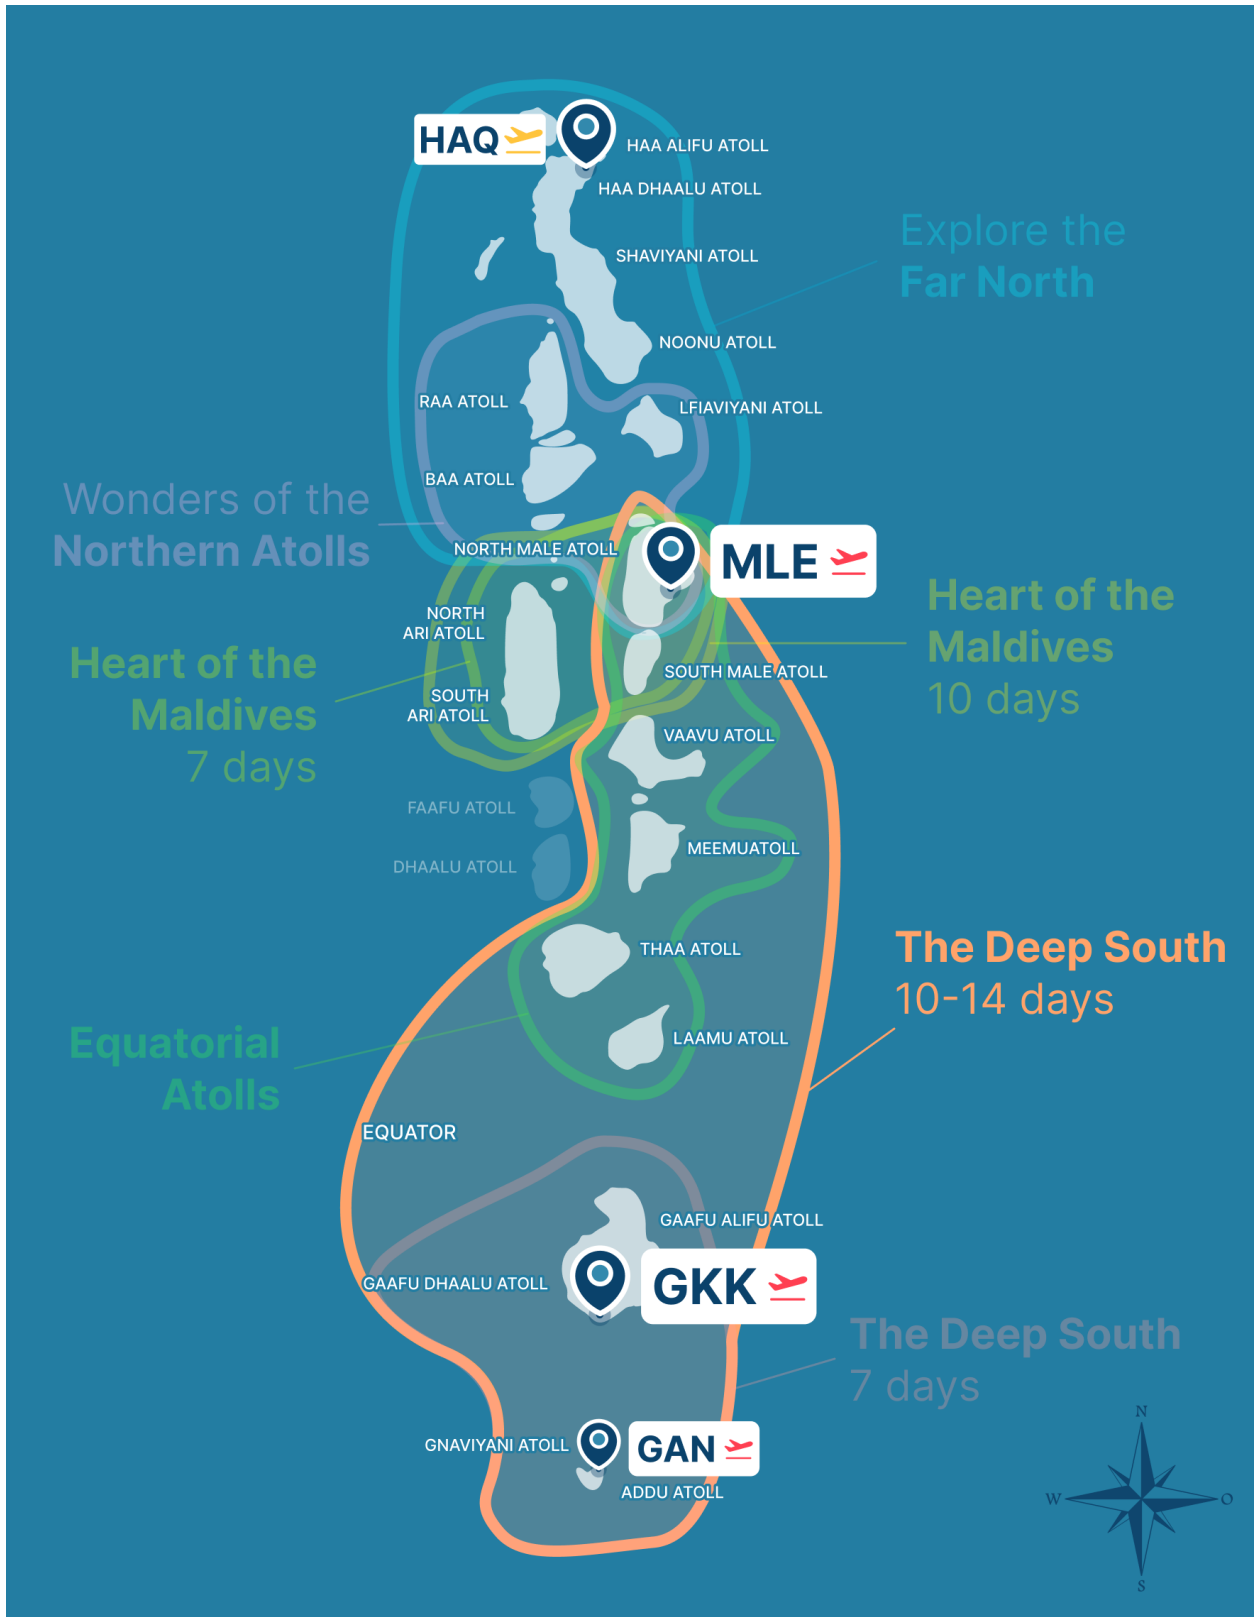 HAQ
HAA ALIFU ATOLL
HAA DHAALU ATOLL
SHAVIYANI ATOLL
Explore the
Far North
NOONU ATOLL
RAA ATOLL
LFIAVIYANI ATOLL
BAA ATOLL
Wonders of the
Northern Atolls
NORTH MALE ATOLL
MLE
NORTH
ARI ATOLL
Heart of the
Maldives
10 days
Heart of the
Maldives
7 days
SOUTH MALE ATOLL
SOUTH
ARI ATOLL
VAAVU ATOLL
FAAFU ATOLL
MEEMUATOLL
DHAALU ATOLL
THAA ATOLL
The Deep South
10-14 days
LAAMU ATOLL
Equatorial
Atolls
EQUATOR
GAAFU ALIFU ATOLL
GAAFU DHAALU ATOLL
GKK
The Deep South
7 days
GNAVIYANI ATOLL
GAN
ADDU ATOLL
N
W
O
S